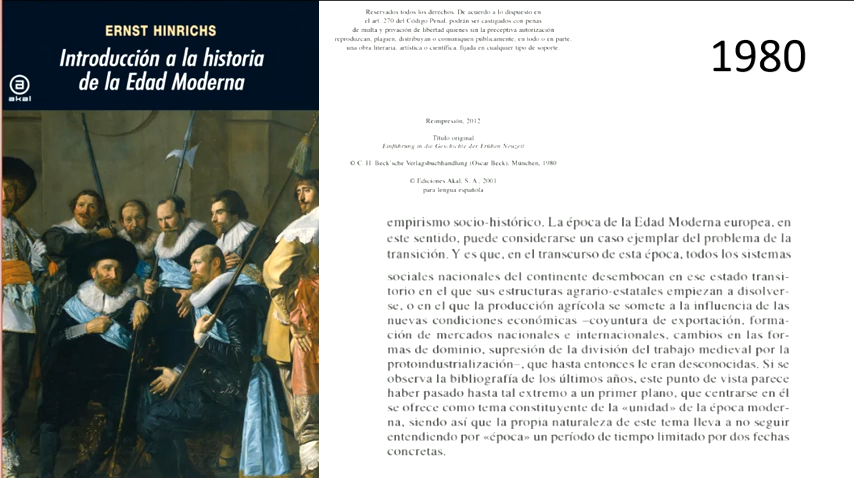 ERNST HINRICHS
Introducción a la historia
de la Edad Moderna
akal
Reservados todos los derechos. De acuerdo a lo dispuesto en
el art. 270 del Código Penal, podrán ser castigados con penas
de multa y privación de libertad quienes sin la preceptiva autorización
reproduzcan, plagien, distribuyan o comuniquen públicamente, en todo o en parte,
una obra literaria, artística o científica, fijada en cualquier tipo de soporte.
1980
Reimpresión, 2012
Título original
Einführung in die Geschichte der Frühen Neuzeit
© C. H. Beck'sche Verlagsbuchhandlung (Oscar Beck), München, 1980
© Ediciones Akal, S. A., 2001
para lengua española
empirismo socio-histórico. La época de la Edad Moderna europea, en
este sentido, puede considerarse un caso ejemplar del problema de la
transición. Y es que, en el transcurso de esta época, todos los sistemas
sociales nacionales del continente desembocan en ese estado transi-
torio en el que sus estructuras agrario-estatales empiezan a disolver-
se, o en el que la producción agrícola se somete a la influencia de las
nuevas condiciones económicas –coyuntura de exportación, forma-
ción de mercados nacionales e internacionales, cambios en las for-
mas de dominio, supresión de la división del trabajo medieval por la
protoindustrialización–, que hasta entonces le eran desconocidas. Si se
observa la bibliografía de los últimos años, este punto de vista parece
haber pasado hasta tal extremo a un primer plano, que centrarse en él
se ofrece como tema constituyente de la «unidad» de la época moder-
na, siendo así que la propia naturaleza de este tema lleva a no seguir
entendiendo por «época» un período de tiempo limitado por dos fechas
concretas.